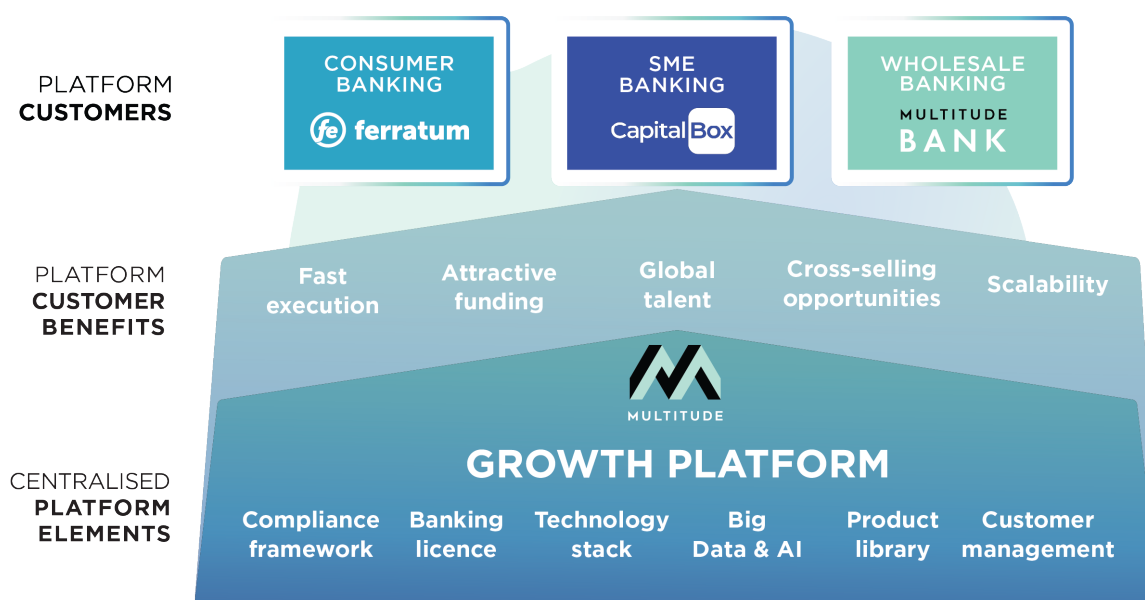 PLATFORM
CUSTOMERS
CONSUMER
BANKING
fe ferratum
SME
BANKING
Capital Box
WHOLESALE
BANKING
MULTITUDE
BANK
PLATFORM
CUSTOMER
BENEFITS
Fast
execution
Attractive
funding
Global
talent
Cross-selling
opportunities
Scalability
MULTITUDE
GROWTH PLATFORM
CENTRALISED
PLATFORM
ELEMENTS
Compliance
framework
Banking
licence
Technology
stack
Big
Data & AI
Product
library
Customer
management